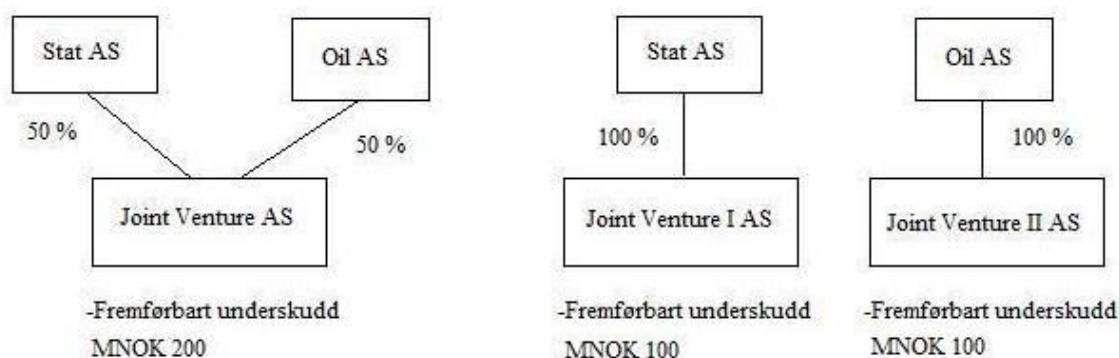 Stat AS
Oil AS
50 %
50 %
Joint Venture AS
-Fremførbart underskudd
MNOK 200
Stat AS
100 %
Joint Venture I AS
-Fremførbart underskudd
MNOK 100
Oil AS
100 %
Joint Venture II AS
-Fremførbart underskudd
MNOK 100